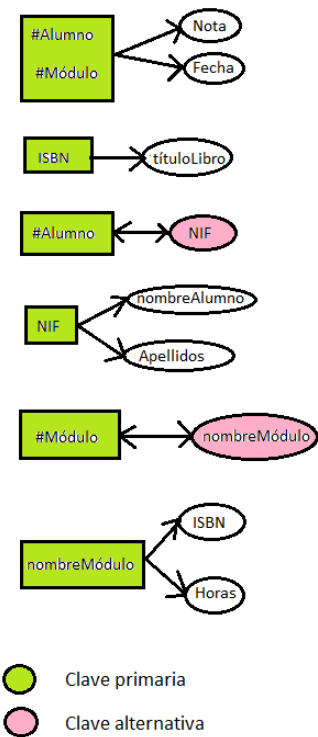 #Alumno
#Módulo
Nota
Fecha
ISBN
títuloLibro
#Alumno
NIF
NIF
nombreAlumno
Apellidos
#Módulo
nombreMódulo
nombreMódulo
ISBN
Horas
Clave primaria
Clave alternativa